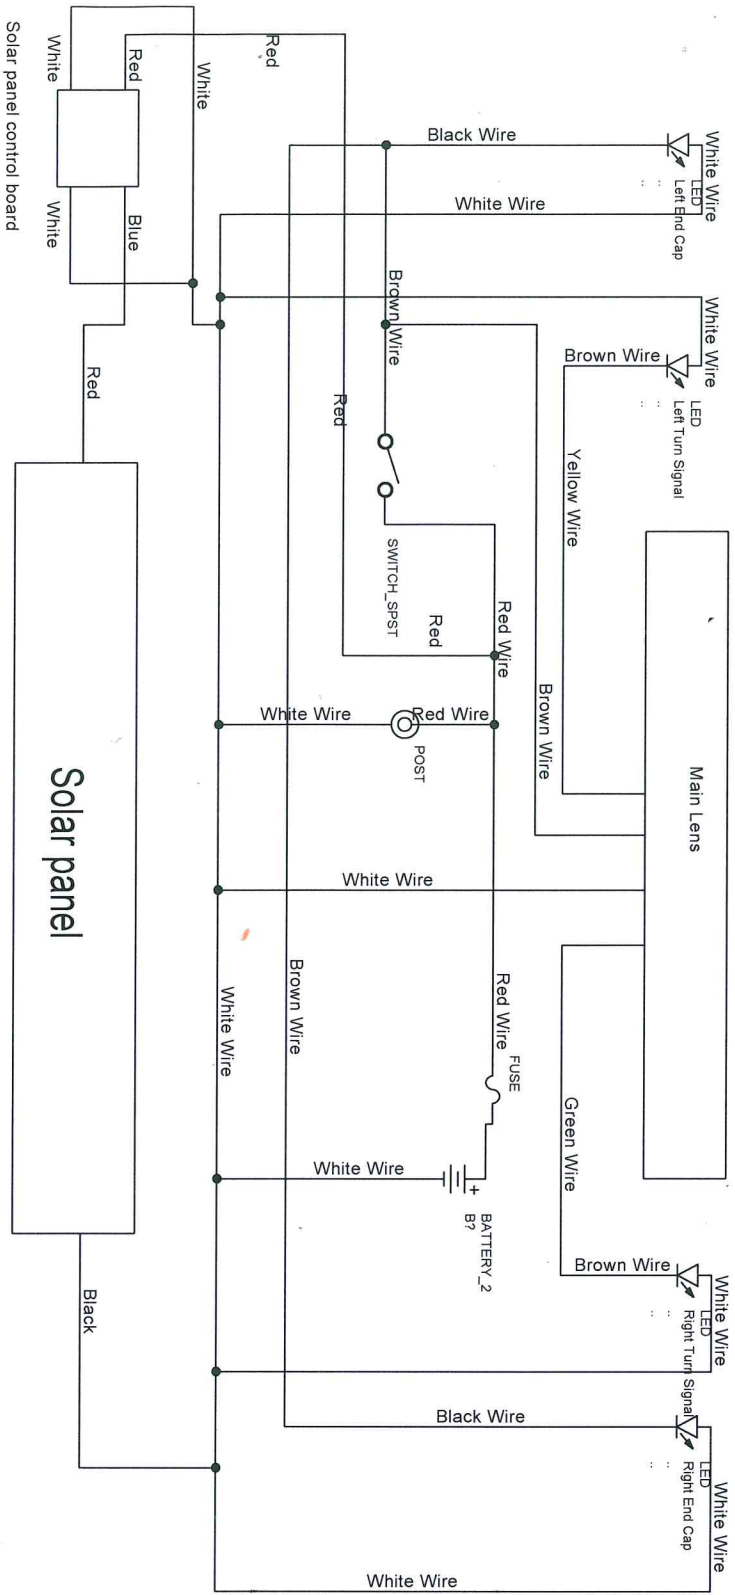 Solar panel control board
White
Red
White
Red
White
Blue
Red
Solar panel
Black
Black Wire
White Wire
White Wire
LED
Left End Cap
Brown Wire
Red
White Wire
Brown Wire
LED
Left Turn Signal
Yellow Wire
SWITCH_SPST
Red
Red Wire
Brown Wire
White Wire
Red Wire
POST
Main Lens
White Wire
White Wire
Brown Wire
Red Wire
FUSE
Green Wire
White Wire
+
BATTERY_2
B?
Brown Wire
White Wire
LED
Right Turn Signal
Black Wire
LED
Right End Cap
White Wire
White Wire